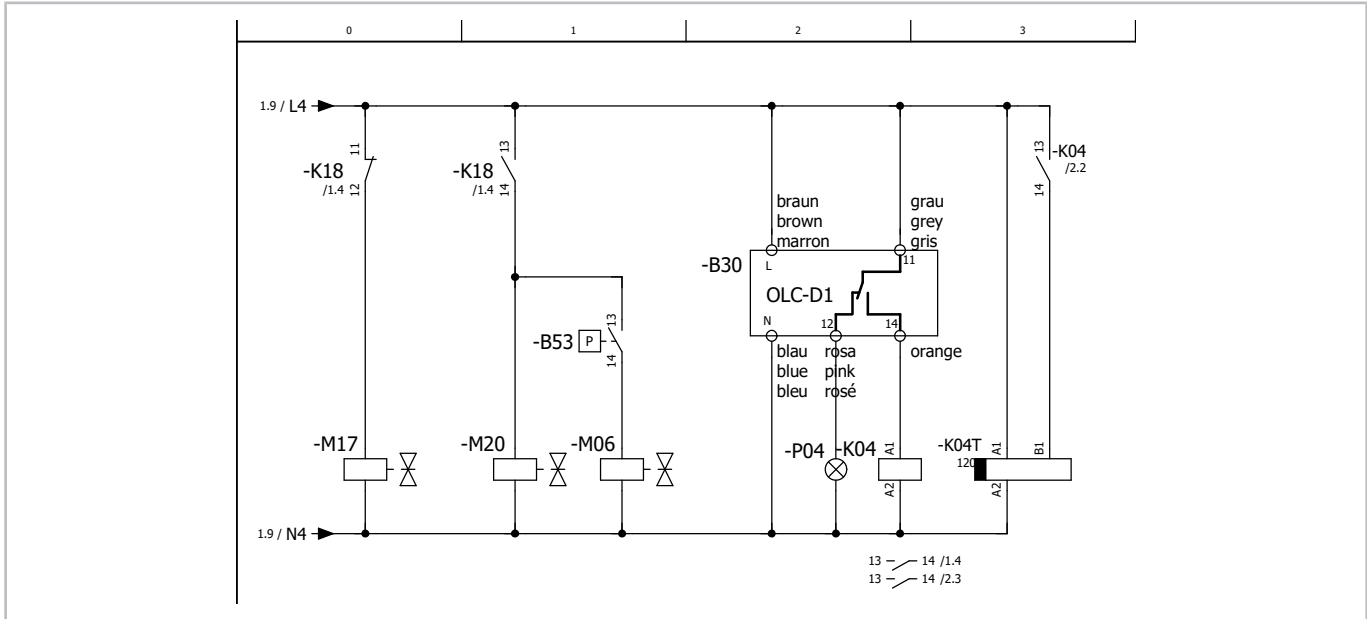 0 1 2 3
1.9 / L4
11
-K18
/1.4
12
13
-K18
/1.4
14
13
-K04
/2.2
14
braun
brown
marron
grau
grey
gris
-B30
L
11
OLC-D1
N
12
14
13
-B53
P
14
blau rosa orange
blue pink
bleu rosé
-M17
-M20
-M06
-P04
-K04
A1
A2
-K04T
120
A1
B1
A2
1.9 / N4
13 14 /1.4
13 14 /2.3